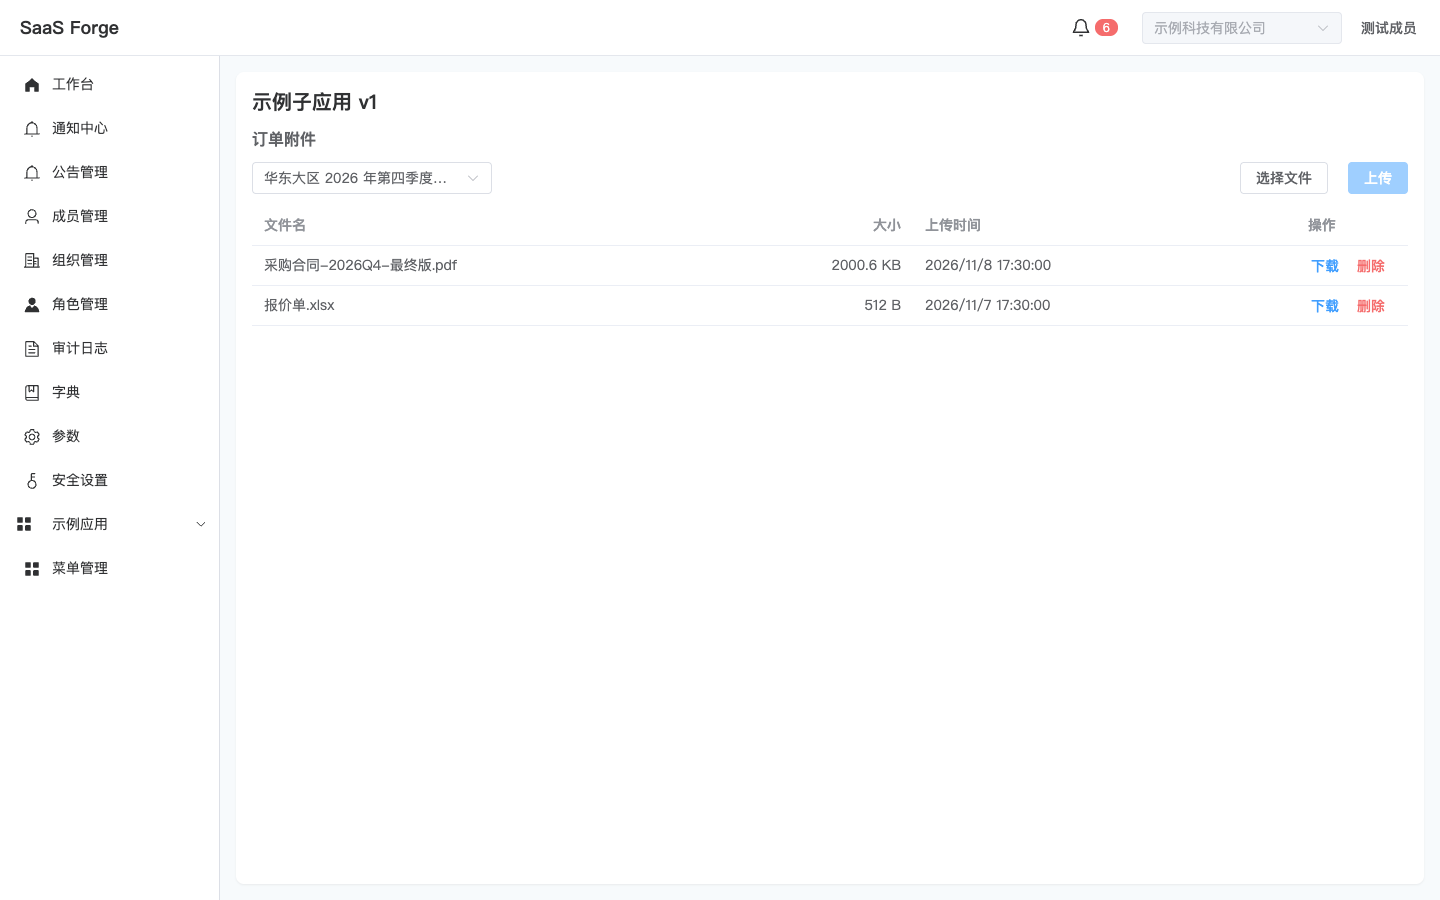 SaaS Forge
6
示例科技有限公司
测试成员
工作台
通知中心
公告管理
成员管理
组织管理
角色管理
审计日志
字典
参数
安全设置
示例应用
菜单管理
示例子应用 v1
订单附件
华东大区 2026 年第四季度...
选择文件
上传
文件名 大小 上传时间 操作
采购合同-2026Q4-最终版.pdf 2000.6 KB 2026/11/8 17:30:00 下载 删除
报价单.xlsx 512 B 2026/11/7 17:30:00 下载 删除